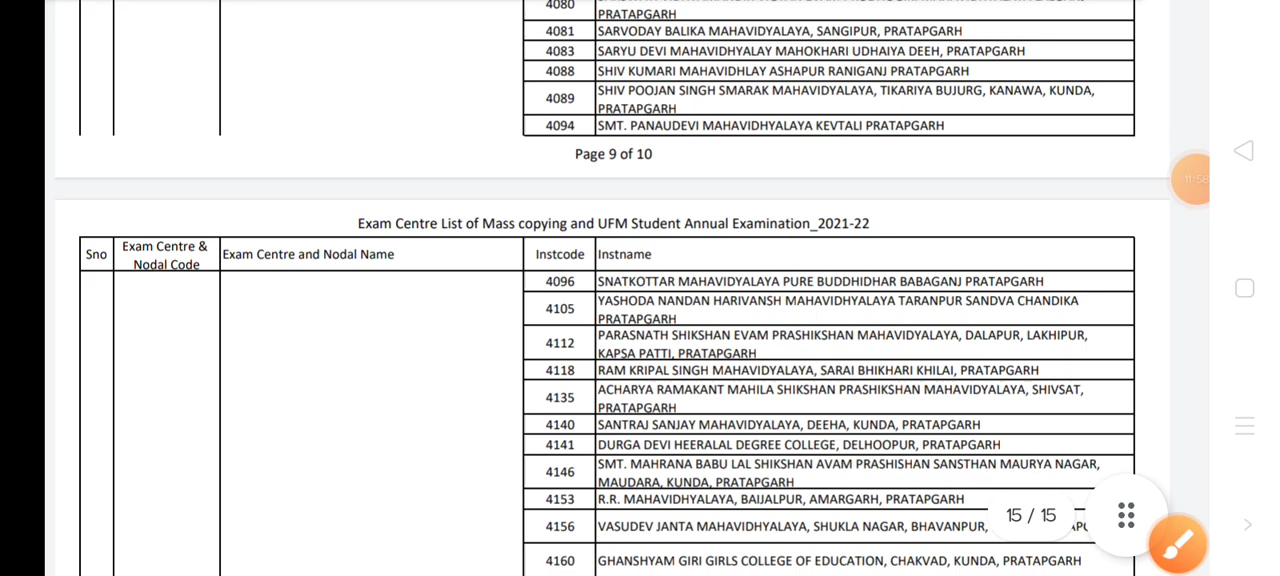 4080
PRATAPGARH
4081 SARVODAY BALIKA MAHAVIDYALAYA, SANGIPUR, PRATAPGARH
4083 SARYU DEVI MAHAVIDHYALAY MAHOKHARI UDHAIYA DEEH, PRATAPGARH
4088 SHIV KUMARI MAHAVIDHLAY ASHAPUR RANIGANJ PRATAPGARH
4089 SHIV POOJAN SINGH SMARAK MAHAVIDYALAYA, TIKARIYA BUJURG, KANAWA, KUNDA,
PRATAPGARH
4094 SMT. PANAUDEVI MAHAVIDHYALAYA KEVTALI PRATAPGARH
Page 9 of 10
11:58
Exam Centre List of Mass copying and UFM Student Annual Examination_2021-22
Sno Exam Centre & Nodal Code Exam Centre and Nodal Name Instcode Instname
4096 SNATKOTTAR MAHAVIDYALAYA PURE BUDDHIDHAR BABAGANJ PRATAPGARH
4105 YASHODA NANDAN HARIVANSH MAHAVIDHYALAYA TARANPUR SANDVA CHANDIKA
PRATAPGARH
4112 PARASNATH SHIKSHAN EVAM PRASHIKSHAN MAHAVIDYALAYA, DALAPUR, LAKHIPUR,
KAPSA PATTI, PRATAPGARH
4118 RAM KRIPAL SINGH MAHAVIDYALAYA, SARAI BHIKHARI KHILAI, PRATAPGARH
4135 ACHARYA RAMAKANT MAHILA SHIKSHAN PRASHIKSHAN MAHAVIDYALAYA, SHIVSAT,
PRATAPGARH
4140 SANTRAJ SANJAY MAHAVIDYALAYA, DEEHA, KUNDA, PRATAPGARH
4141 DURGA DEVI HEERALAL DEGREE COLLEGE, DELHOOPUR, PRATAPGARH
4146 SMT. MAHRANA BABU LAL SHIKSHAN AVAM PRASHISHAN SANSTHAN MAURYA NAGAR,
MAUDARA, KUNDA, PRATAPGARH
4153 R.R. MAHAVIDHYALAYA, BAIJALPUR, AMARGARH, PRATAPGARH
15 / 15
4156 VASUDEV JANTA MAHAVIDHYALAYA, SHUKLA NAGAR, BHAVANPUR,
4160 GHANSHYAM GIRI GIRLS COLLEGE OF EDUCATION, CHAKVAD, KUNDA, PRATAPGARH